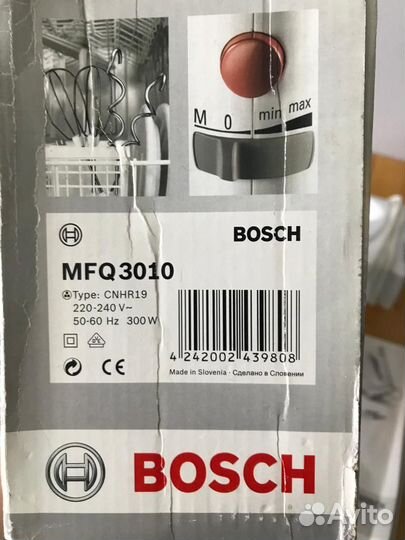 M 0 min max
BOSCH
MFQ3010
Type: CNHR19
220-240 V~
50-60 Hz 300 W
CE
4 242002 439808
Made in Slovenia · Сделано в Словении
BOSCH
Avito